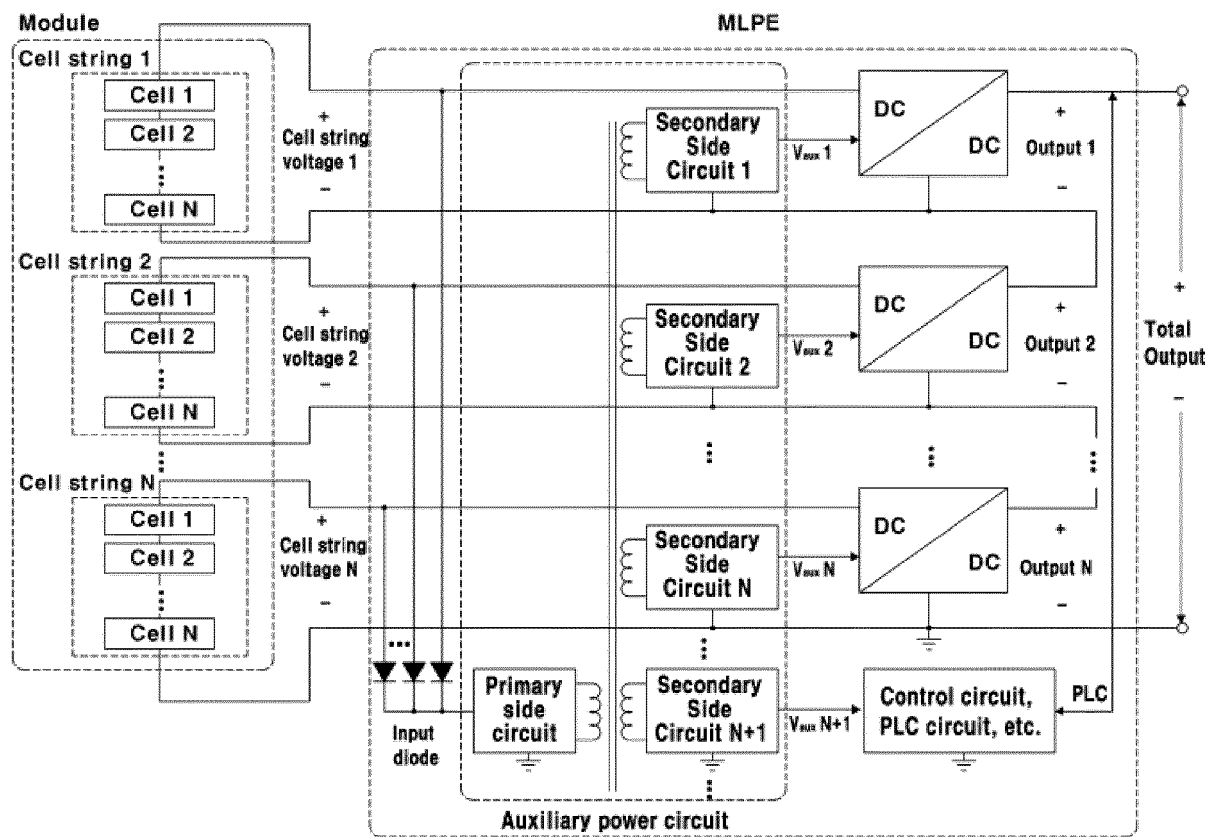 Module
MLPE
Cell string 1
Cell 1
Cell 2
Cell N
+
Cell string
voltage 1
-
Secondary
Side
Circuit 1
Vaux 1
DC
DC
+
Output 1
-
Cell string 2
Cell 1
Cell 2
Cell N
+
Cell string
voltage 2
-
Secondary
Side
Circuit 2
Vaux 2
DC
DC
+
Output 2
-
+
Total
Output
-
Cell string N
Cell 1
Cell 2
Cell N
+
Cell string
voltage N
-
Secondary
Side
Circuit N
Vaux N
DC
DC
+
Output N
-
Input
diode
Primary
side
circuit
Secondary
Side
Circuit N+1
Vaux N+1
Control circuit,
PLC circuit, etc.
PLC
Auxiliary power circuit